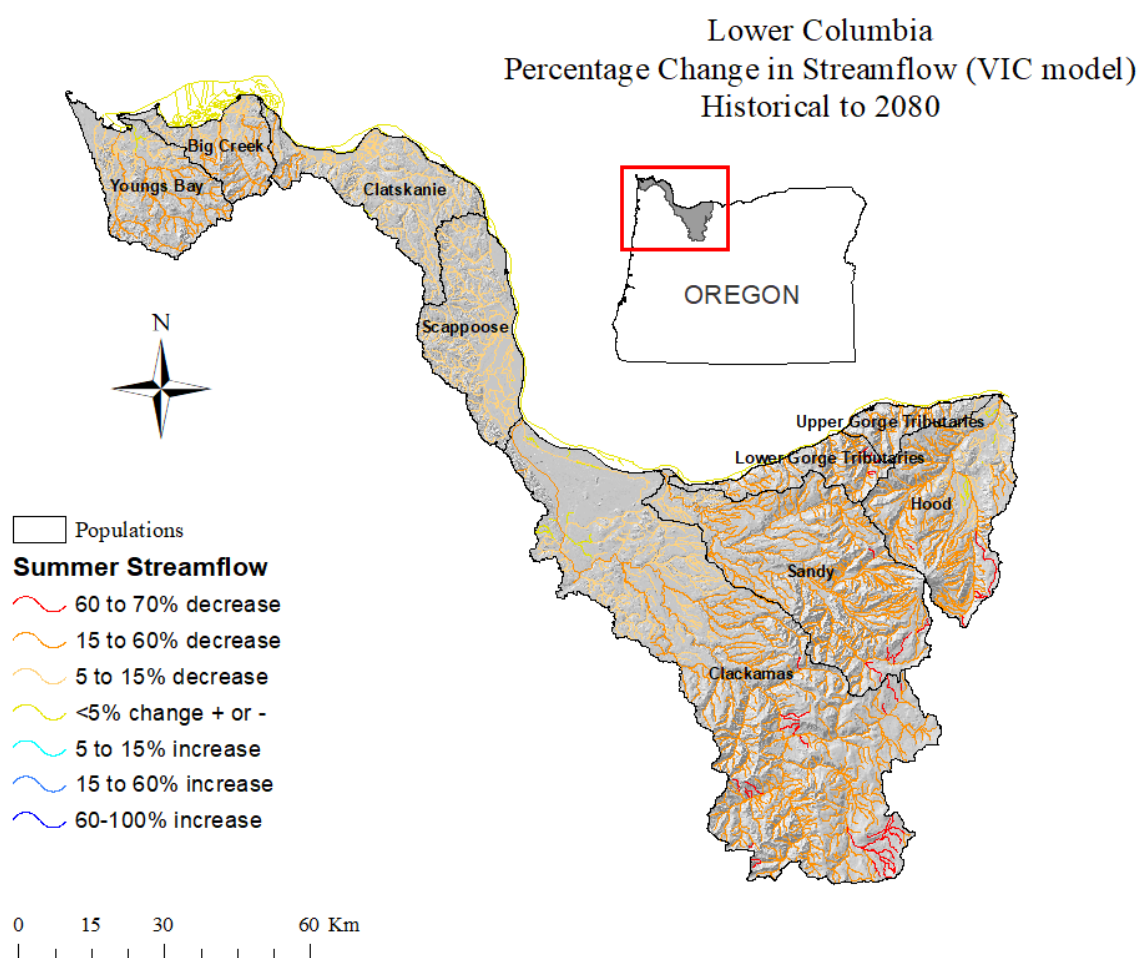 Lower Columbia
Percentage Change in Streamflow (VIC model)
Historical to 2080
Big Creek
Youngs Bay
Clatskanie
OREGON
N
Scappoose
Upper Gorge Tributaries
Lower Gorge Tributaries
Hood
Sandy
Clackamas
Populations
Summer Streamflow
60 to 70% decrease
15 to 60% decrease
5 to 15% decrease
<5% change + or -
5 to 15% increase
15 to 60% increase
60-100% increase
0 15 30 60 Km